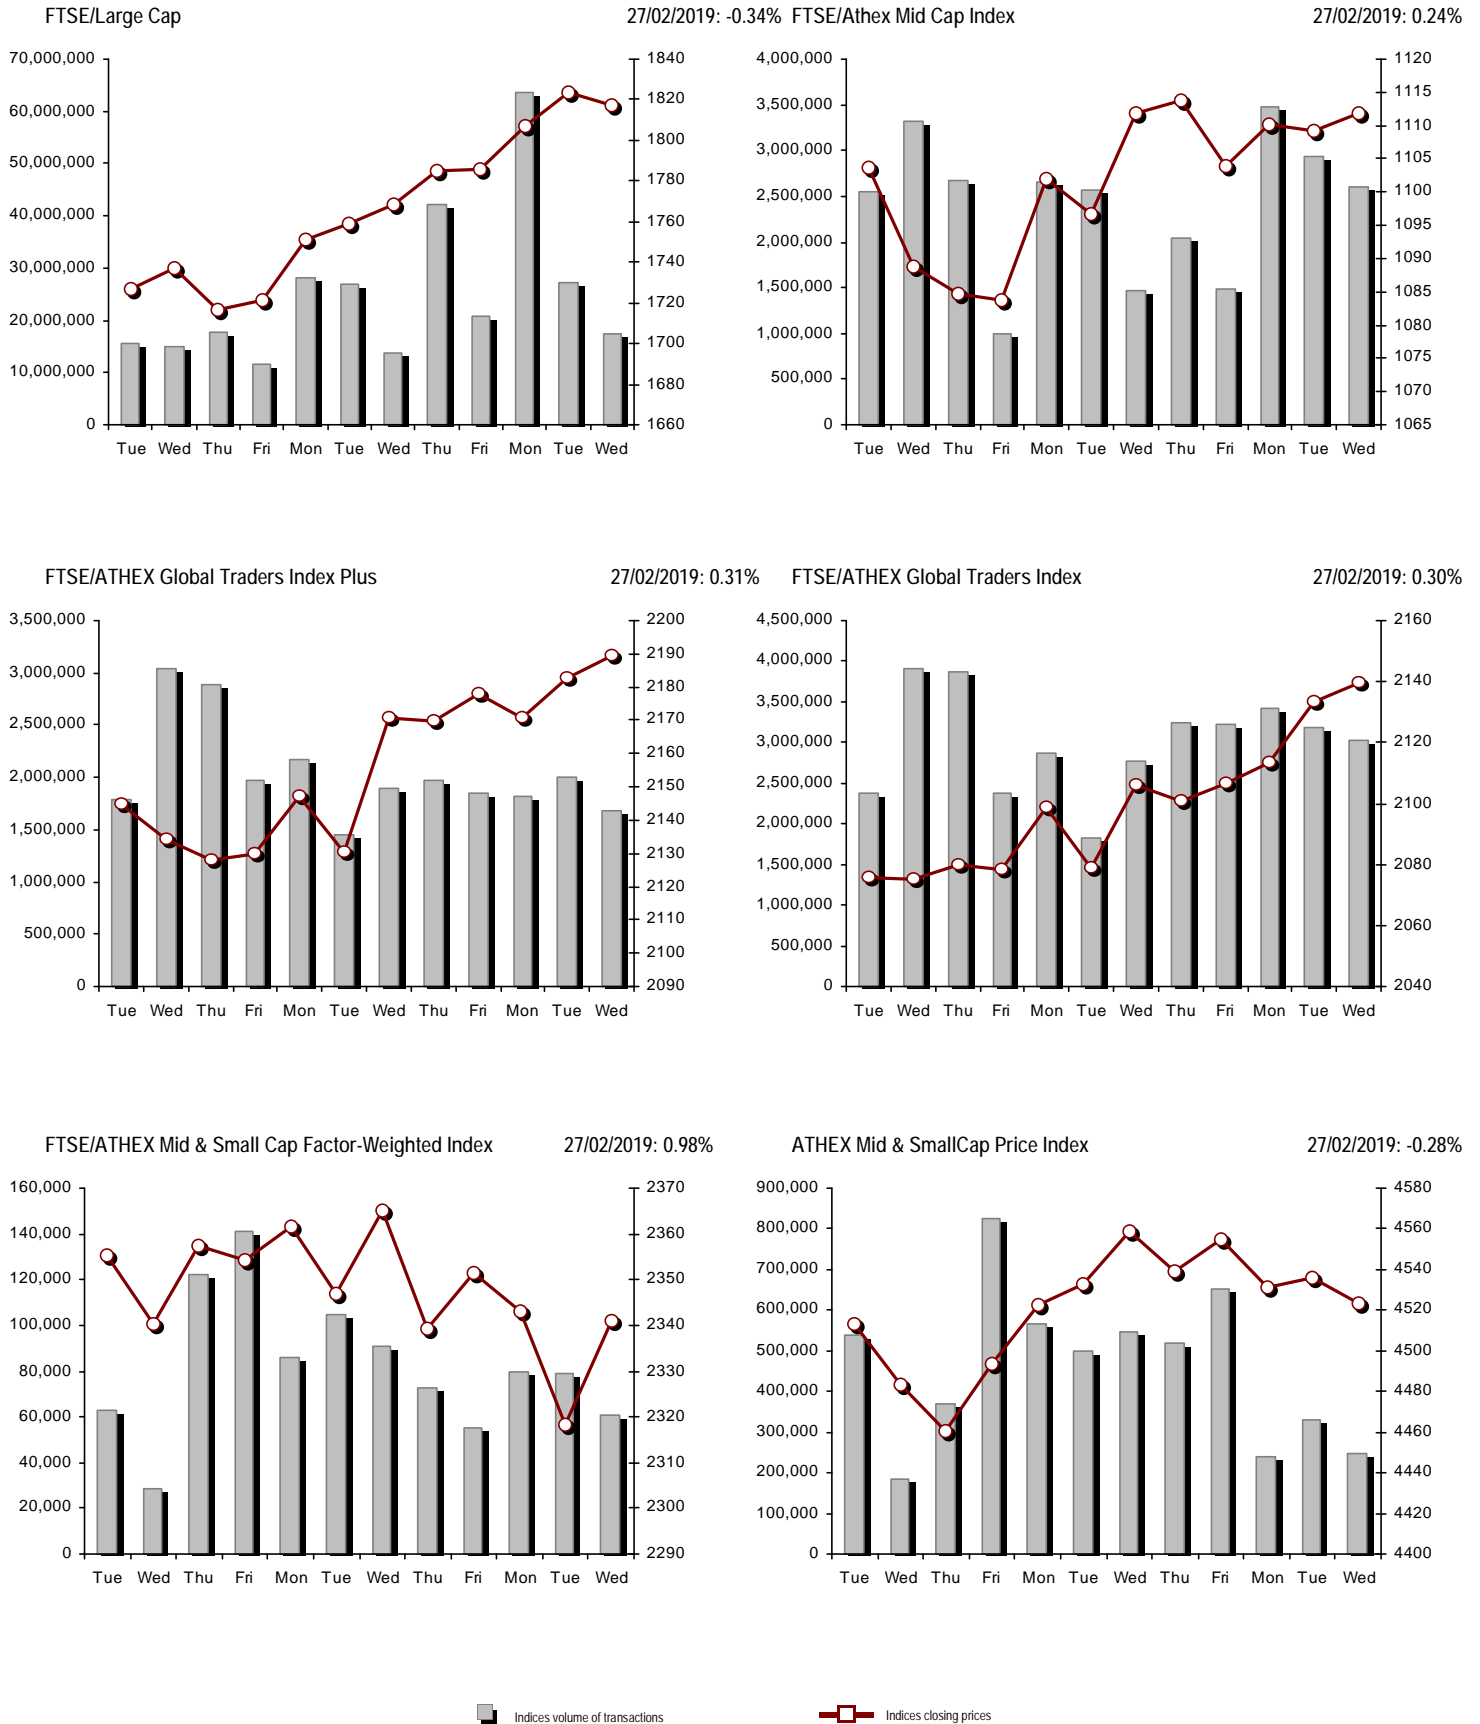 FTSE/Large Cap 27/02/2019: -0.34% FTSE/Athex Mid Cap Index 27/02/2019: 0.24%
70,000,000 1840 4,000,000 1120
60,000,000 1820 3,500,000 1115
50,000,000 1800 3,000,000 1110
40,000,000 1780 2,500,000 1105
30,000,000 1760 2,000,000 1100
20,000,000 1740 1,500,000 1095
10,000,000 1720 1,000,000 1090
0 1700 500,000 1085
1680 0 1080
1660 1075
1070
1065
Tue Wed Thu Fri Mon Tue Wed Thu Fri Mon Tue Wed Tue Wed Thu Fri Mon Tue Wed Thu Fri Mon Tue Wed
FTSE/ATHEX Global Traders Index Plus 27/02/2019: 0.31% FTSE/ATHEX Global Traders Index 27/02/2019: 0.30%
3,500,000 2200 4,500,000 2160
3,000,000 2190 4,000,000 2140
2,500,000 2180 3,500,000 2120
2,000,000 2170 3,000,000 2100
1,500,000 2160 2,500,000 2080
1,000,000 2150 2,000,000 2060
500,000 2140 1,500,000 2040
0 2130 1,000,000
2120 500,000
2110 0
2100
2090
Tue Wed Thu Fri Mon Tue Wed Thu Fri Mon Tue Wed Tue Wed Thu Fri Mon Tue Wed Thu Fri Mon Tue Wed
FTSE/ATHEX Mid & Small Cap Factor-Weighted Index 27/02/2019: 0.98% ATHEX Mid & SmallCap Price Index 27/02/2019: -0.28%
160,000 2370 900,000 4580
140,000 2360 800,000 4560
120,000 2350 700,000 4540
100,000 2340 600,000 4520
80,000 2330 500,000 4500
60,000 2320 400,000 4480
40,000 2310 300,000 4460
20,000 2300 200,000 4440
0 2290 100,000 4420
0 4400
Tue Wed Thu Fri Mon Tue Wed Thu Fri Mon Tue Wed Tue Wed Thu Fri Mon Tue Wed Thu Fri Mon Tue Wed
Indices volume of transactions Indices closing prices